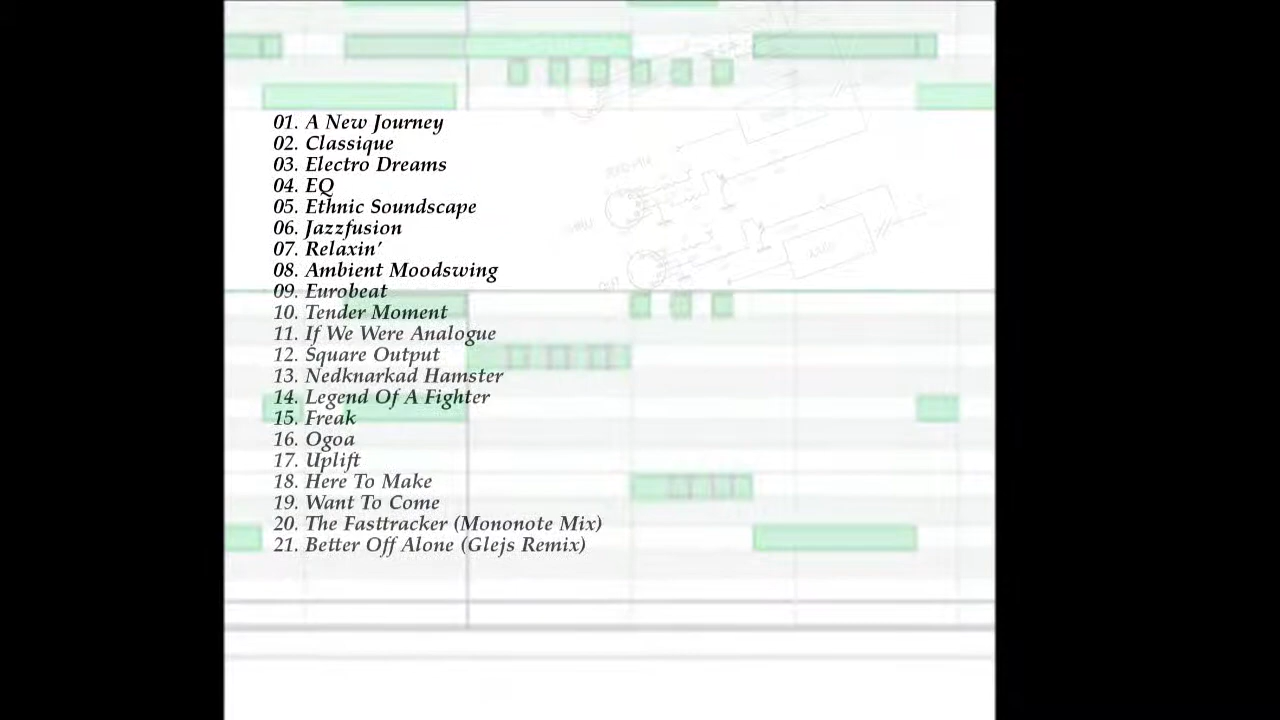 01. A New Journey
02. Classique
03. Electro Dreams
04. EQ
05. Ethnic Soundscape
06. Jazzfusion
07. Relaxin'
08. Ambient Moodswing
09. Eurobeat
10. Tender Moment
11. If We Were Analogue
12. Square Output
13. Nedknarkad Hamster
14. Legend Of A Fighter
15. Freak
16. Ogoa
17. Uplift
18. Here To Make
19. Want To Come
20. The Fasttracker (Mononote Mix)
21. Better Off Alone (Glejs Remix)